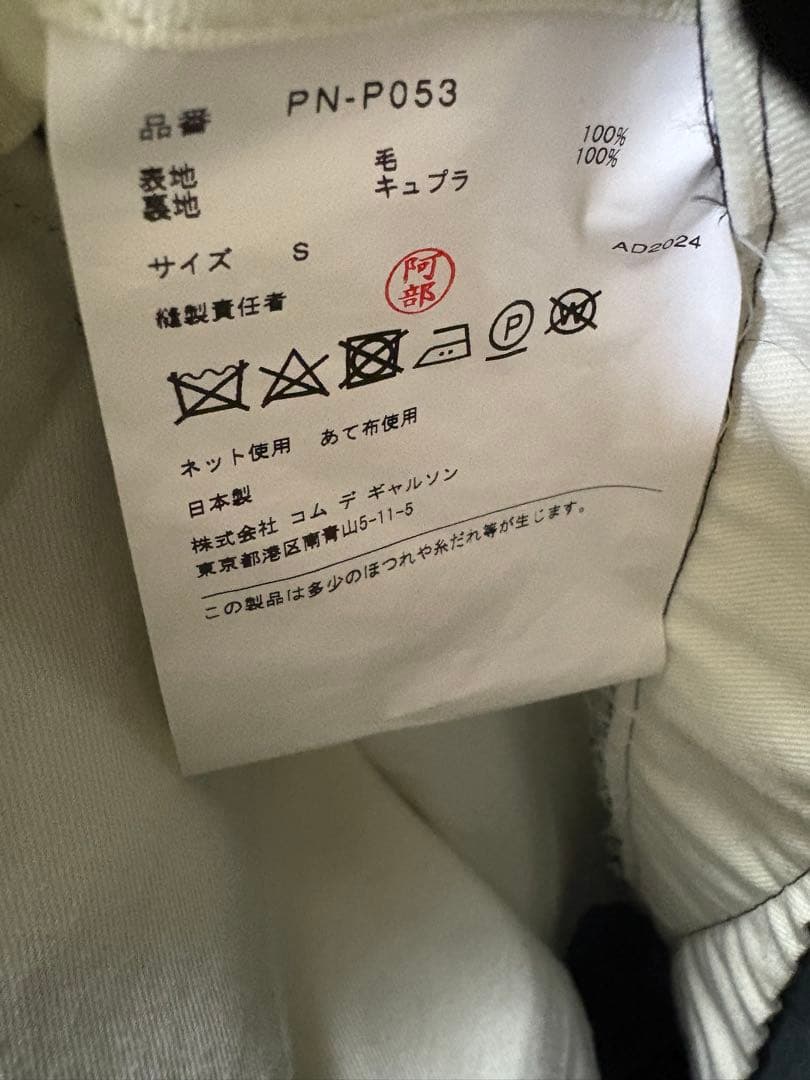 品番 PN-P053
表地 毛 100%
裏地 キュプラ 100%
サイズ S
AD2024
縫製責任者 阿部
P W
ネット使用 あて布使用
日本製
株式会社 コム デ ギャルソン
東京都港区南青山5-11-5
この製品は多少のほつれや糸だれ等が生じます。